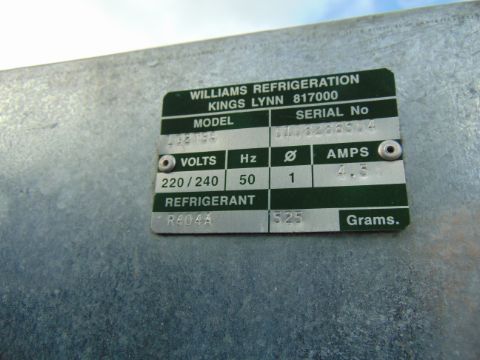 WILLIAMS REFRIGERATION
KINGS LYNN 817000
MODEL SERIAL No
VOLTS Hz Ø AMPS
220/240 50 1 4.5
REFRIGERANT
R404A 525 Grams.